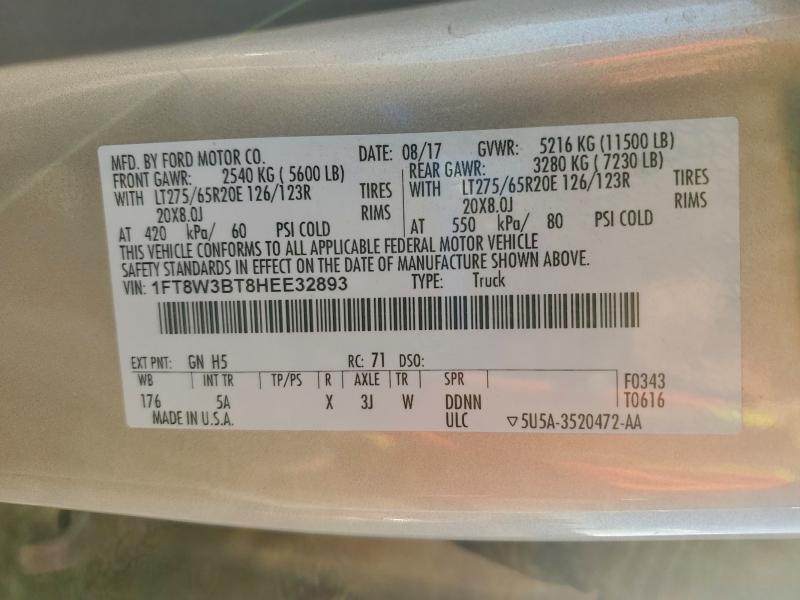 MFD. BY FORD MOTOR CO. DATE: 08/17 GVWR: 5216 KG (11500 LB)
FRONT GAWR: 2540 KG ( 5600 LB) REAR GAWR: 3280 KG ( 7230 LB)
WITH LT275/65R20E 126/123R TIRES WITH LT275/65R20E 126/123R TIRES
20X8.0J RIMS 20X8.0J RIMS
AT 420 kPa/ 60 PSI COLD AT 550 kPa/ 80 PSI COLD
THIS VEHICLE CONFORMS TO ALL APPLICABLE FEDERAL MOTOR VEHICLE
SAFETY STANDARDS IN EFFECT ON THE DATE OF MANUFACTURE SHOWN ABOVE.
VIN: 1FT8W3BT8HEE32893 TYPE: Truck
EXT PNT: GN H5 RC: 71 DSO:
WB INT TR TP/PS R AXLE TR SPR F0343
176 5A X 3J W DDNN T0616
MADE IN U.S.A. ULC ▽5U5A-3520472-AA